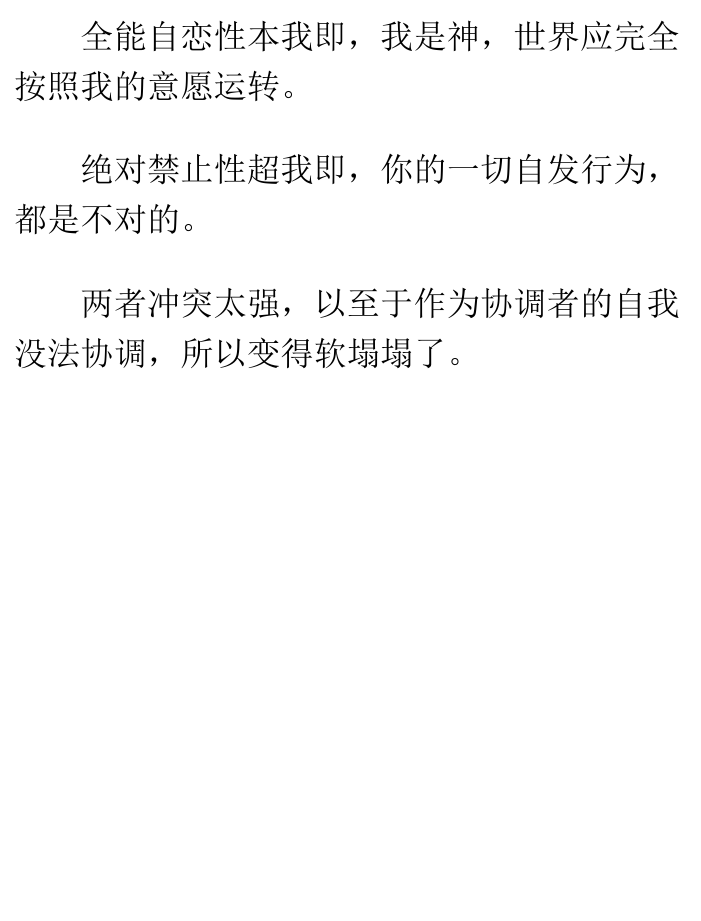 全能自恋性本我即，我是神，世界应完全
按照我的意愿运转。
绝对禁止性超我即，你的一切自发行为，
都是不对的。
两者冲突太强，以至于作为协调者的自我
没法协调，所以变得软塌塌了。